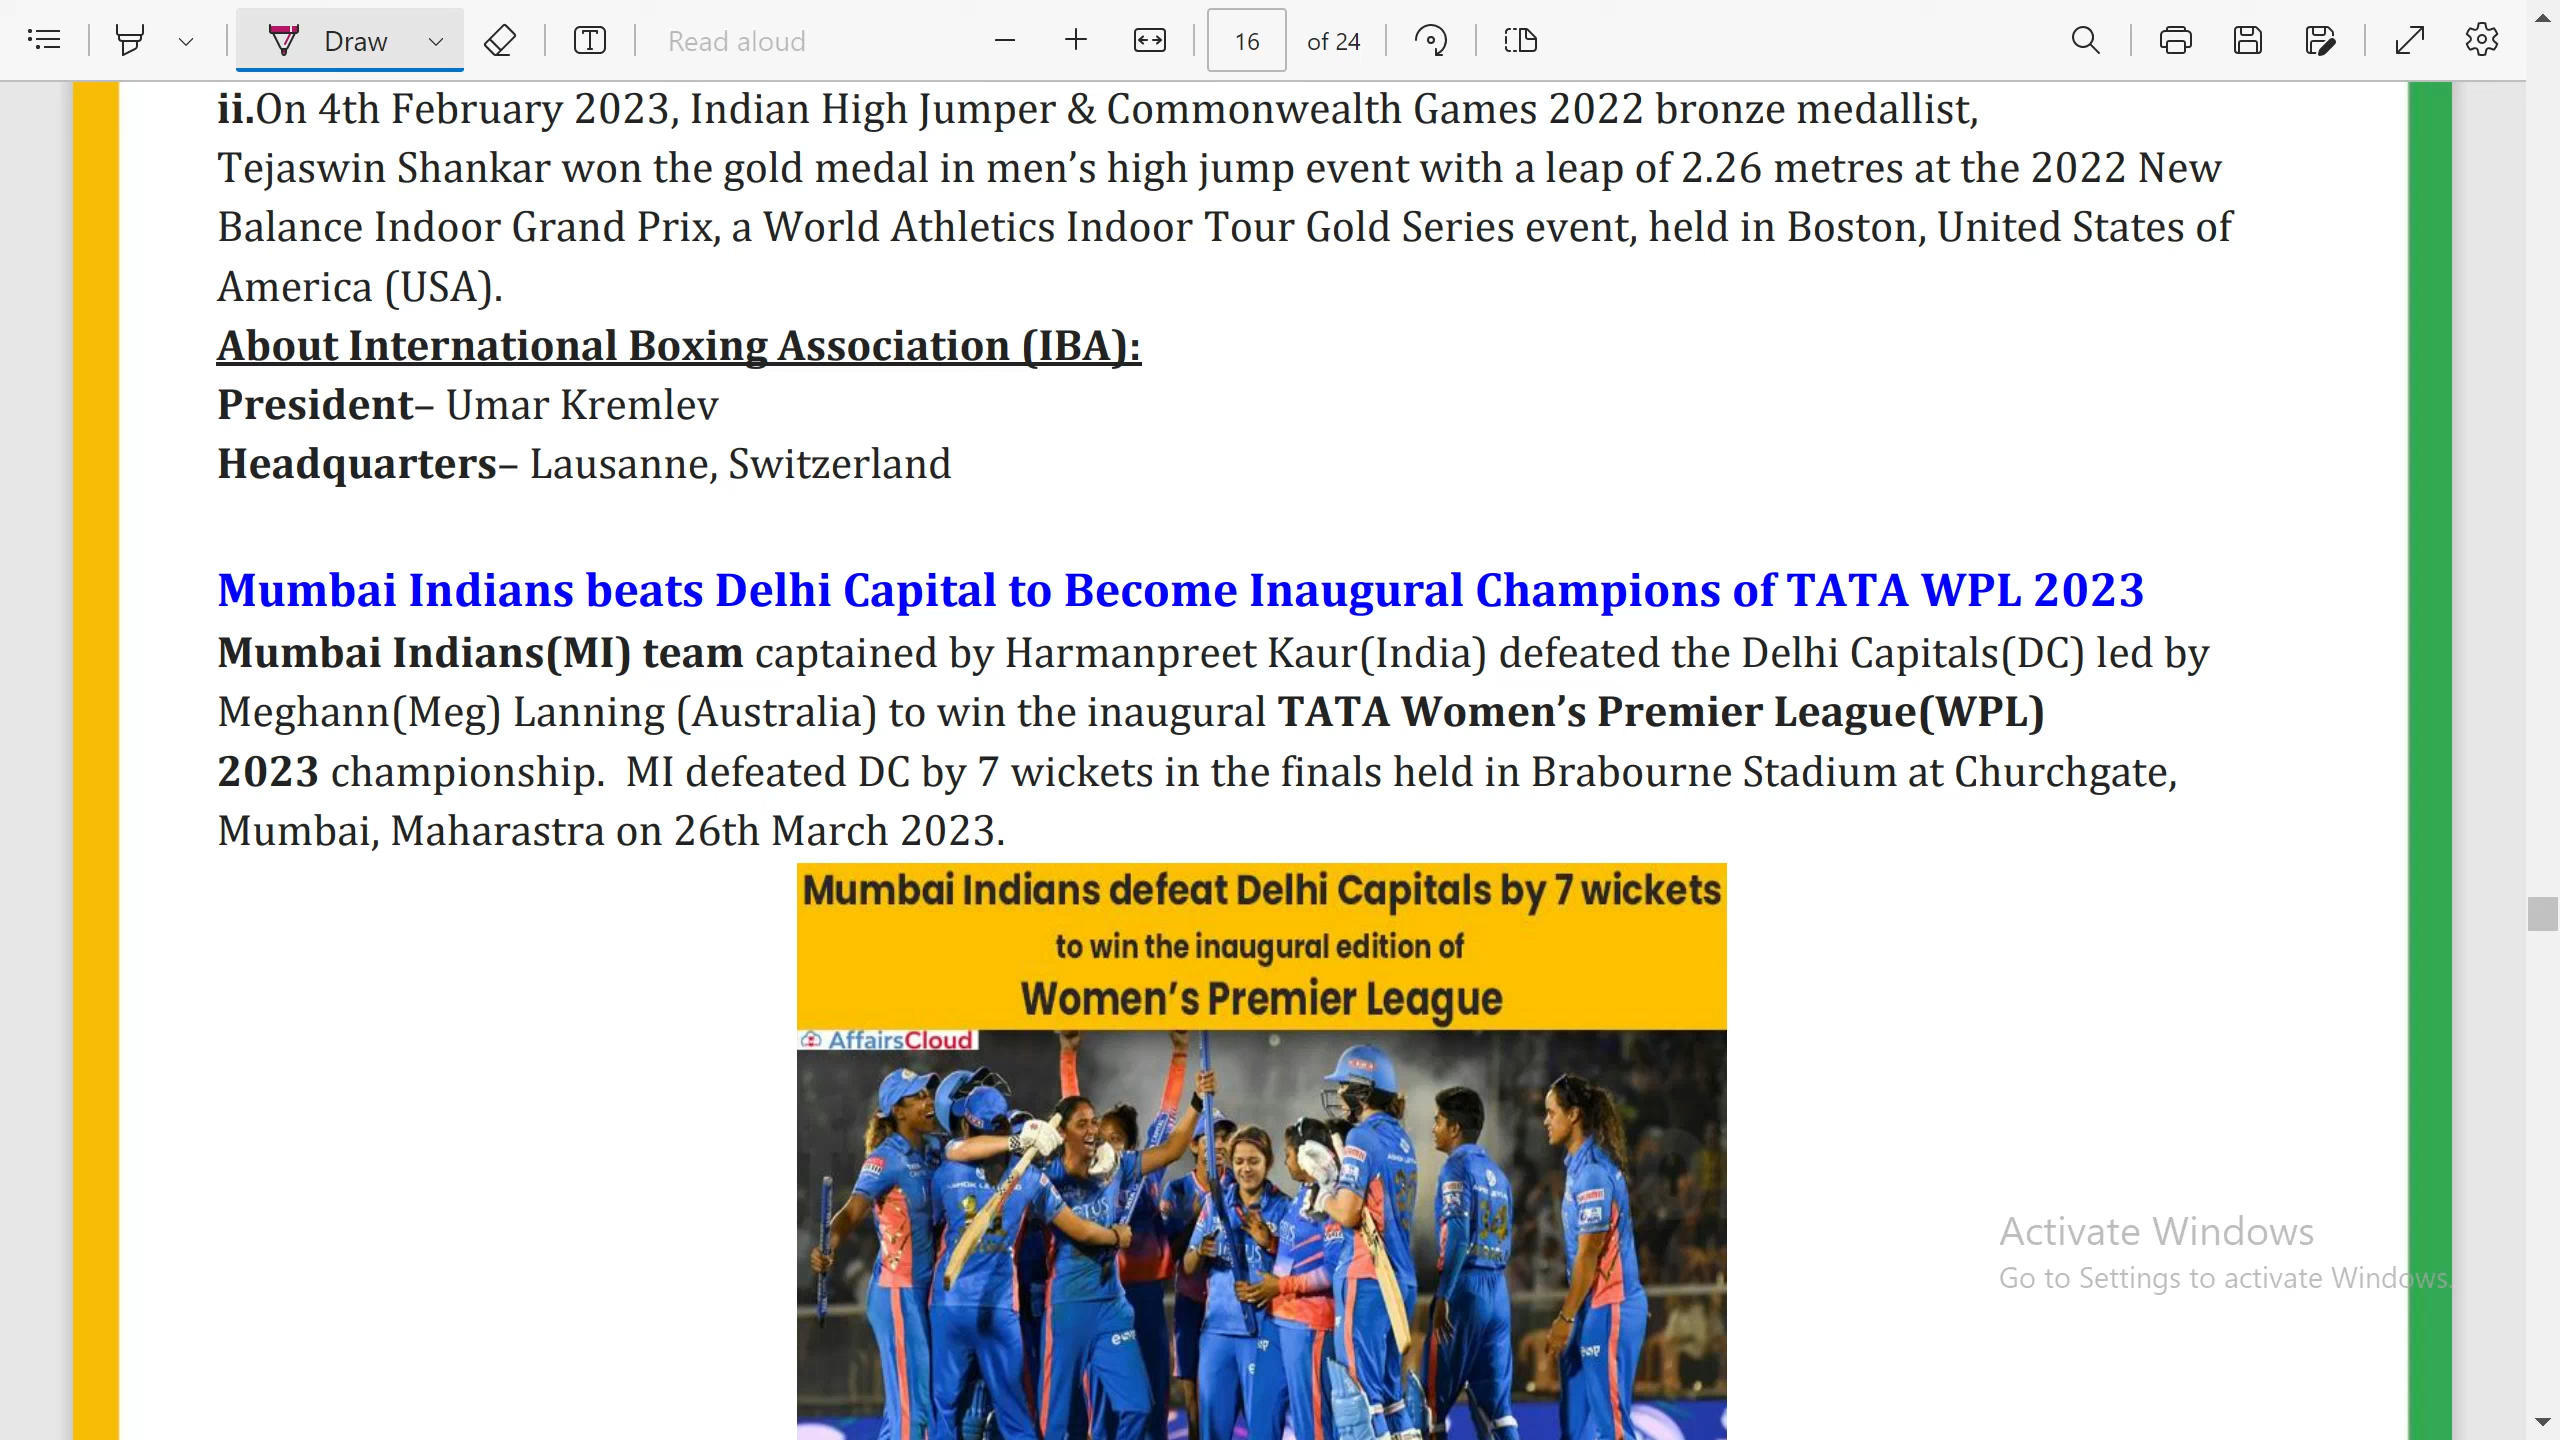 Draw
Read aloud
16 of 24
ii.On 4th February 2023, Indian High Jumper & Commonwealth Games 2022 bronze medallist,
Tejaswin Shankar won the gold medal in men’s high jump event with a leap of 2.26 metres at the 2022 New
Balance Indoor Grand Prix, a World Athletics Indoor Tour Gold Series event, held in Boston, United States of
America (USA).
About International Boxing Association (IBA):
President– Umar Kremlev
Headquarters– Lausanne, Switzerland
Mumbai Indians beats Delhi Capital to Become Inaugural Champions of TATA WPL 2023
Mumbai Indians(MI) team captained by Harmanpreet Kaur(India) defeated the Delhi Capitals(DC) led by
Meghann(Meg) Lanning (Australia) to win the inaugural TATA Women’s Premier League(WPL)
2023 championship.  MI defeated DC by 7 wickets in the finals held in Brabourne Stadium at Churchgate,
Mumbai, Maharastra on 26th March 2023.
Mumbai Indians defeat Delhi Capitals by 7 wickets
to win the inaugural edition of
Women’s Premier League
AffairsCloud
Activate Windows
Go to Settings to activate Windows.